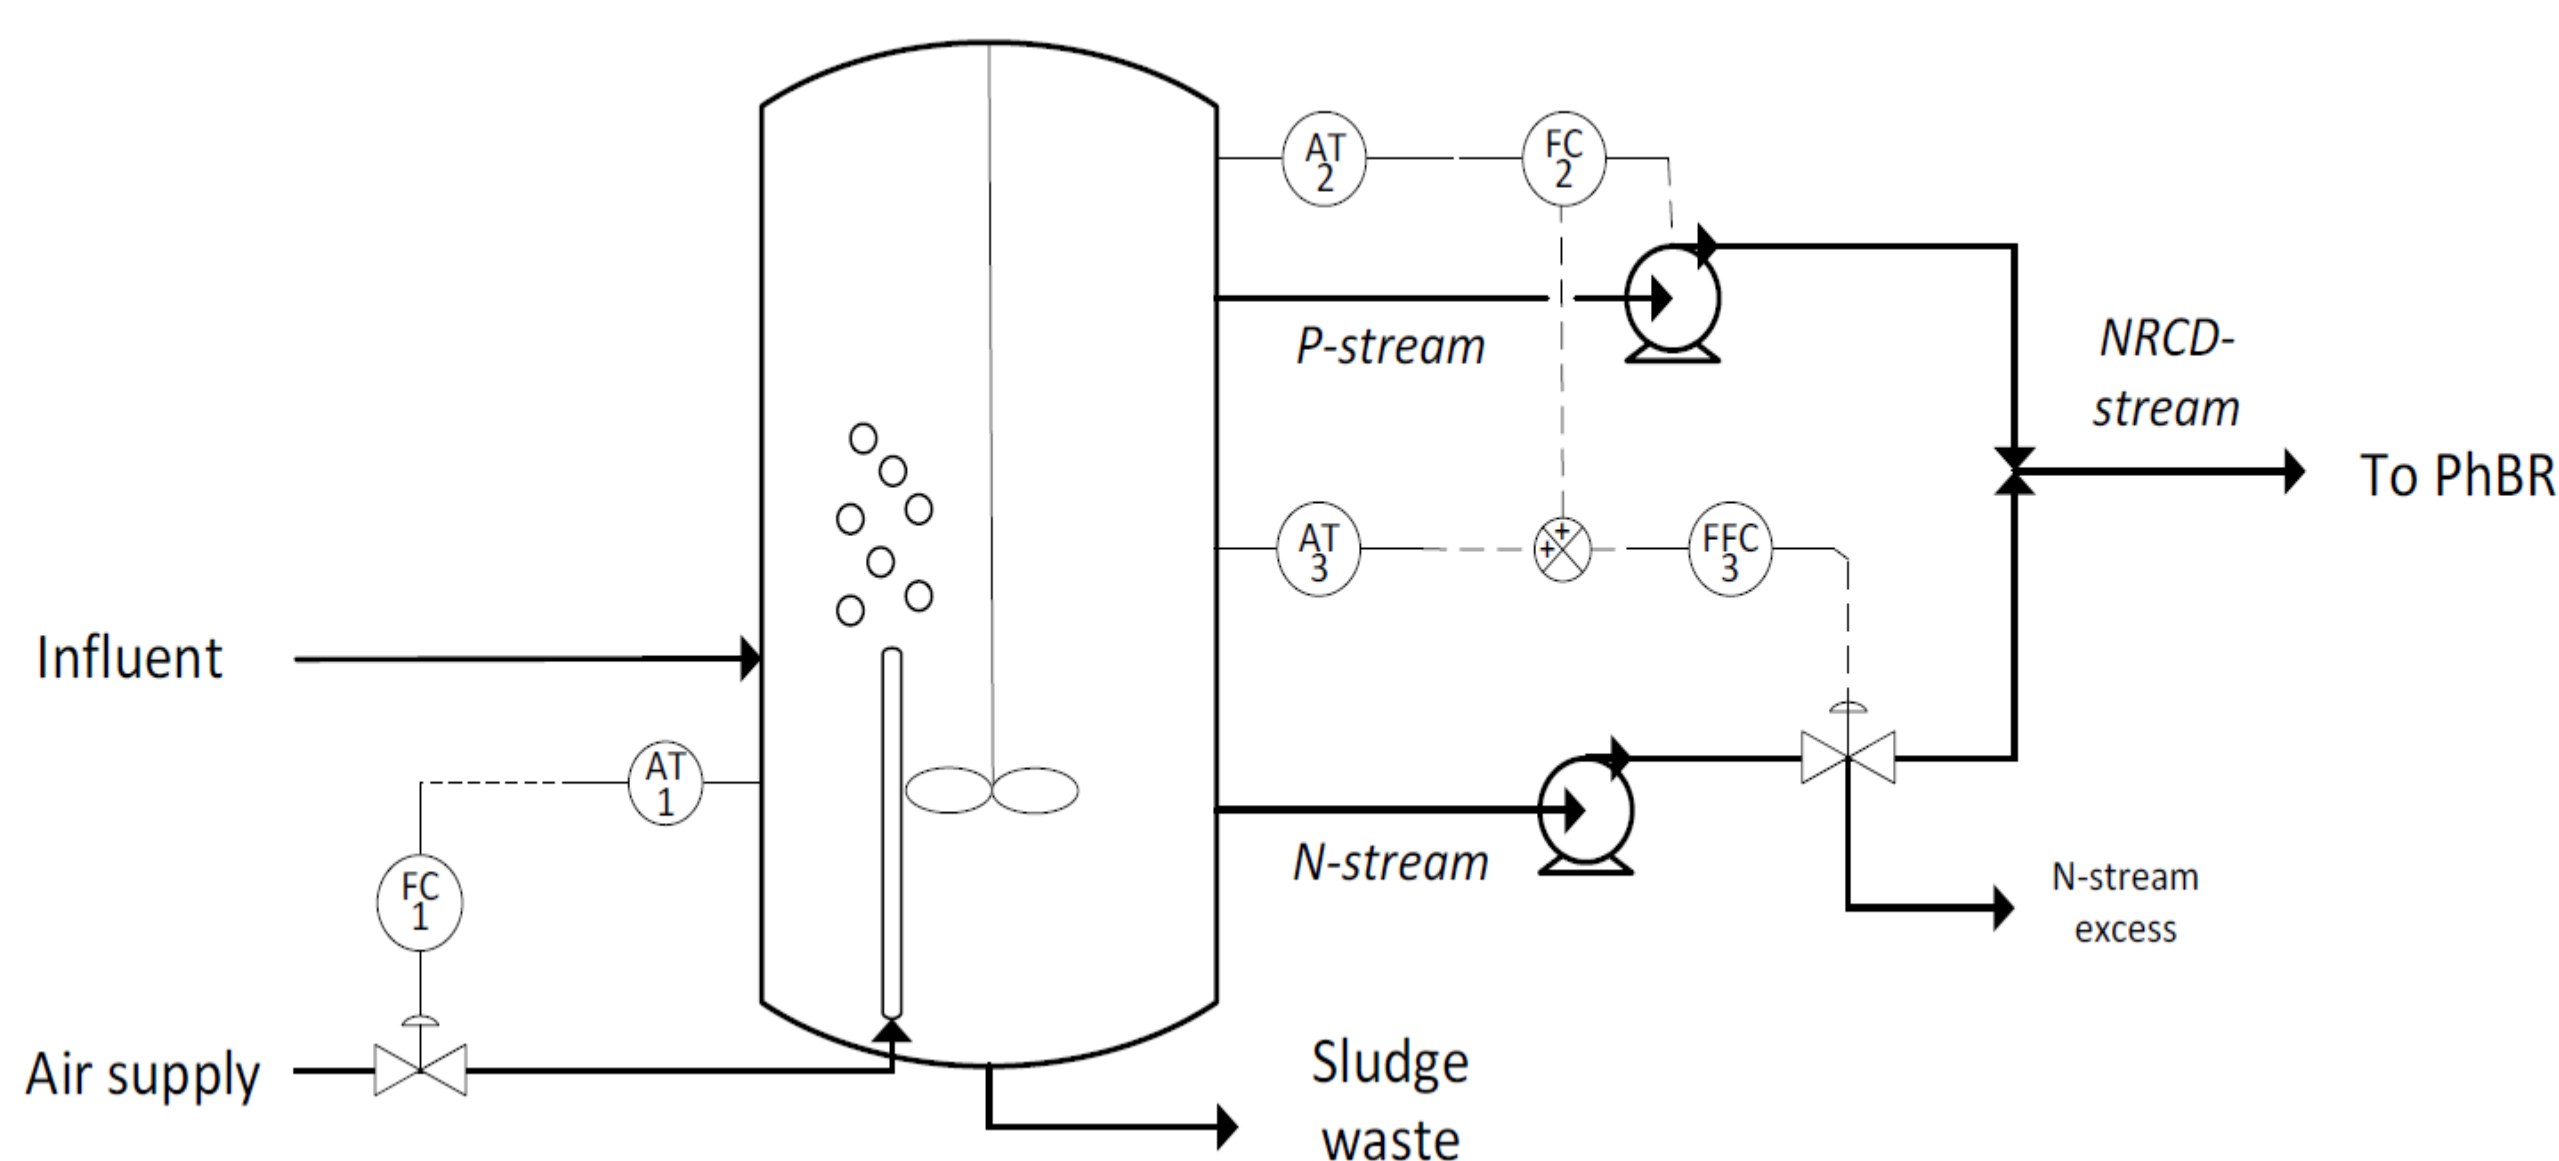 AT
2
FC
2
P-stream
NRCD-
stream
To PhBR
AT
3
+
+
FFC
3
Influent
AT
1
N-stream
FC
1
N-stream
excess
Air supply
Sludge
waste